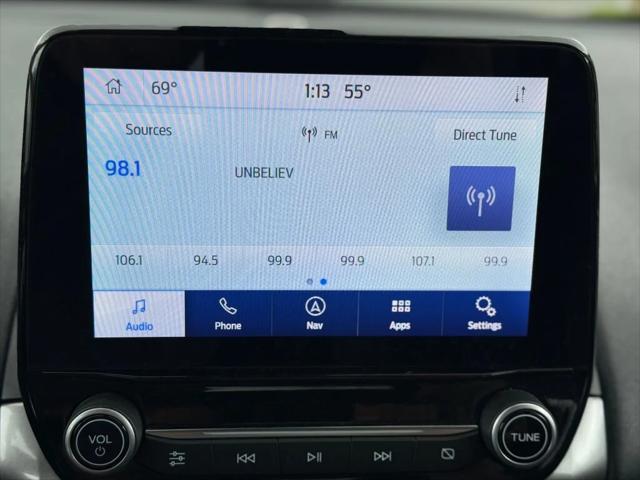 69° 1:13 55°
Sources FM Direct Tune
98.1 UNBELIEV
106.1 94.5 99.9 99.9 107.1 99.9
Audio Phone Nav Apps Settings
VOL TUNE